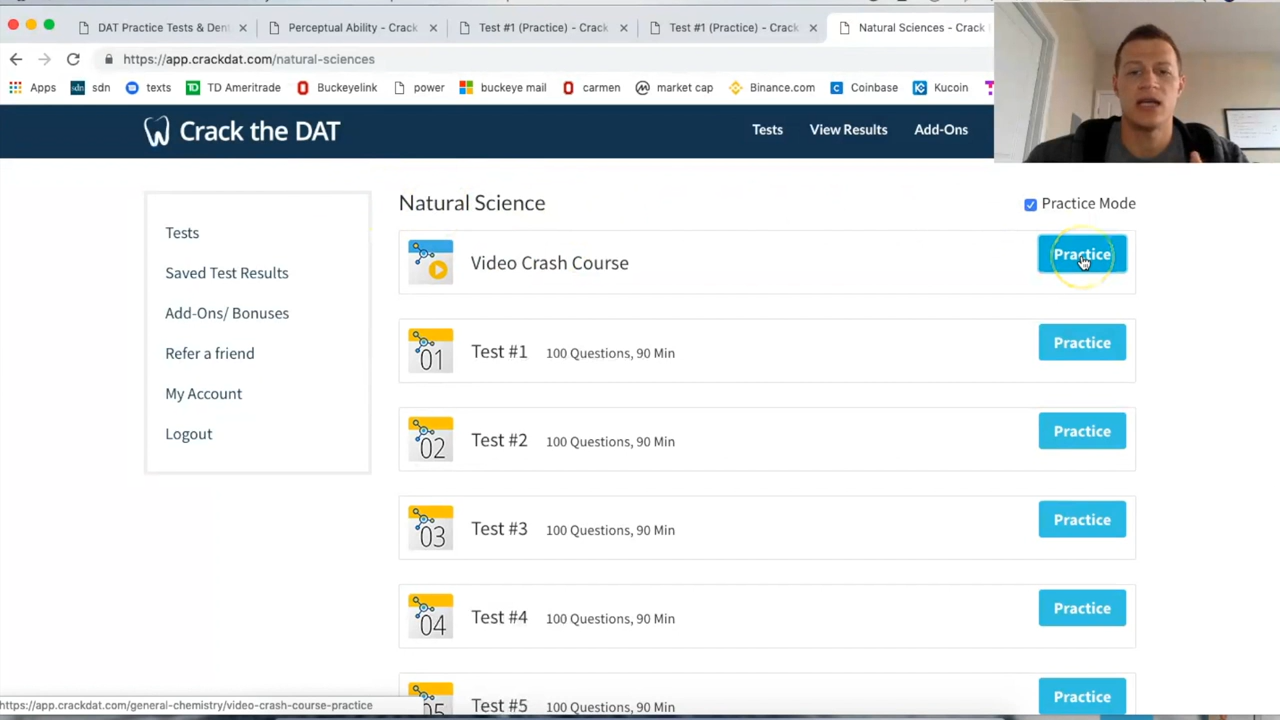 DAT Practice Tests & Den
Perceptual Ability - Crack
Test #1 (Practice) - Crack
Test #1 (Practice) - Crack
Natural Sciences - Crack
https://app.crackdat.com/natural-sciences
Apps sdn texts TD Ameritrade Buckeyelink power buckeye mail carmen market cap Binance.com Coinbase Kucoin
Crack the DAT
Tests View Results Add-Ons
Tests
Saved Test Results
Add-Ons/ Bonuses
Refer a friend
My Account
Logout
Natural Science
Practice Mode
Video Crash Course
Practice
01 Test #1 100 Questions, 90 Min
Practice
02 Test #2 100 Questions, 90 Min
Practice
03 Test #3 100 Questions, 90 Min
Practice
04 Test #4 100 Questions, 90 Min
Practice
05 Test #5 100 Questions, 90 Min
Practice
https://app.crackdat.com/general-chemistry/video-crash-course-practice